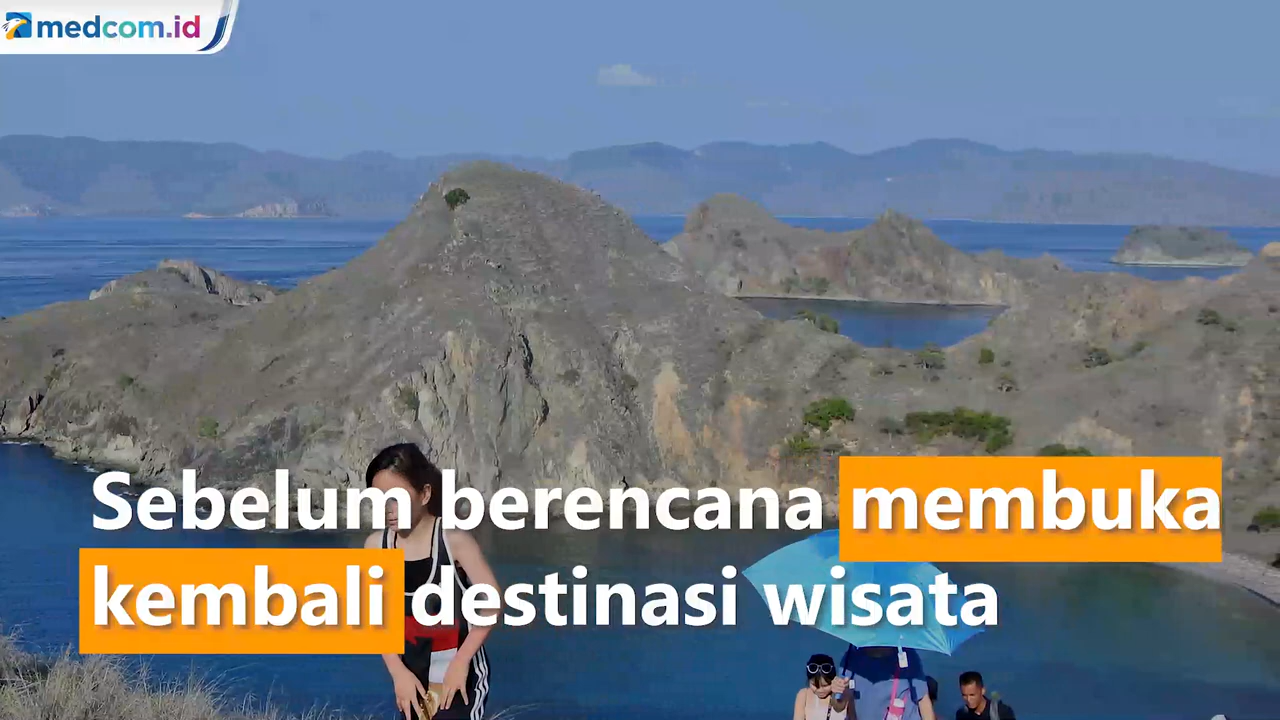 medcom.id
Sebelum berencana membuka
kembali destinasi wisata